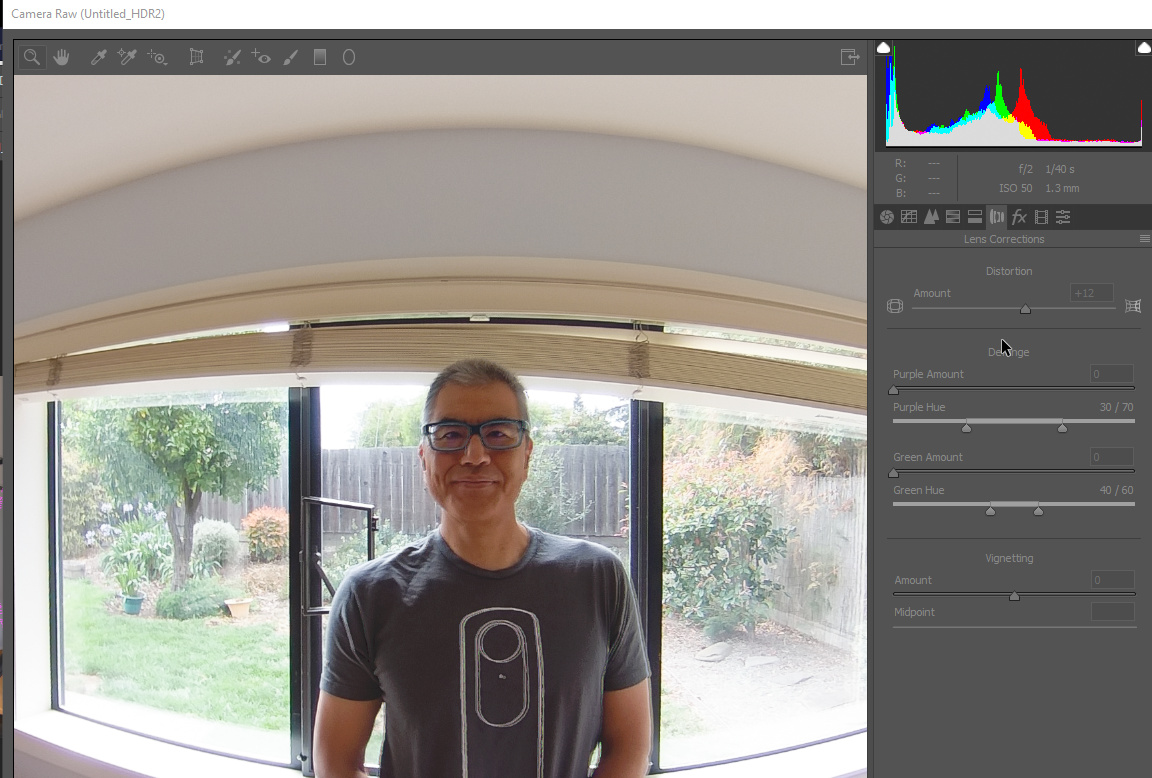 Camera Raw (Untitled_HDR2)
R: ---
G: ---
B: ---
f/2 1/40 s
ISO 50 1.3 mm
fx
Lens Corrections
Distortion
Amount +12
Purple Amount 0
Purple Hue 30 / 70
Green Amount 0
Green Hue 40 / 60
Vignetting
Amount 0
Midpoint